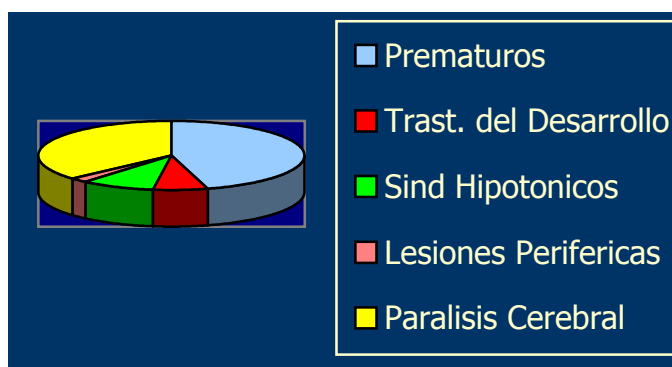 Prematuros
Trast. del Desarrollo
Sind Hipotonicos
Lesiones Perifericas
Paralisis Cerebral